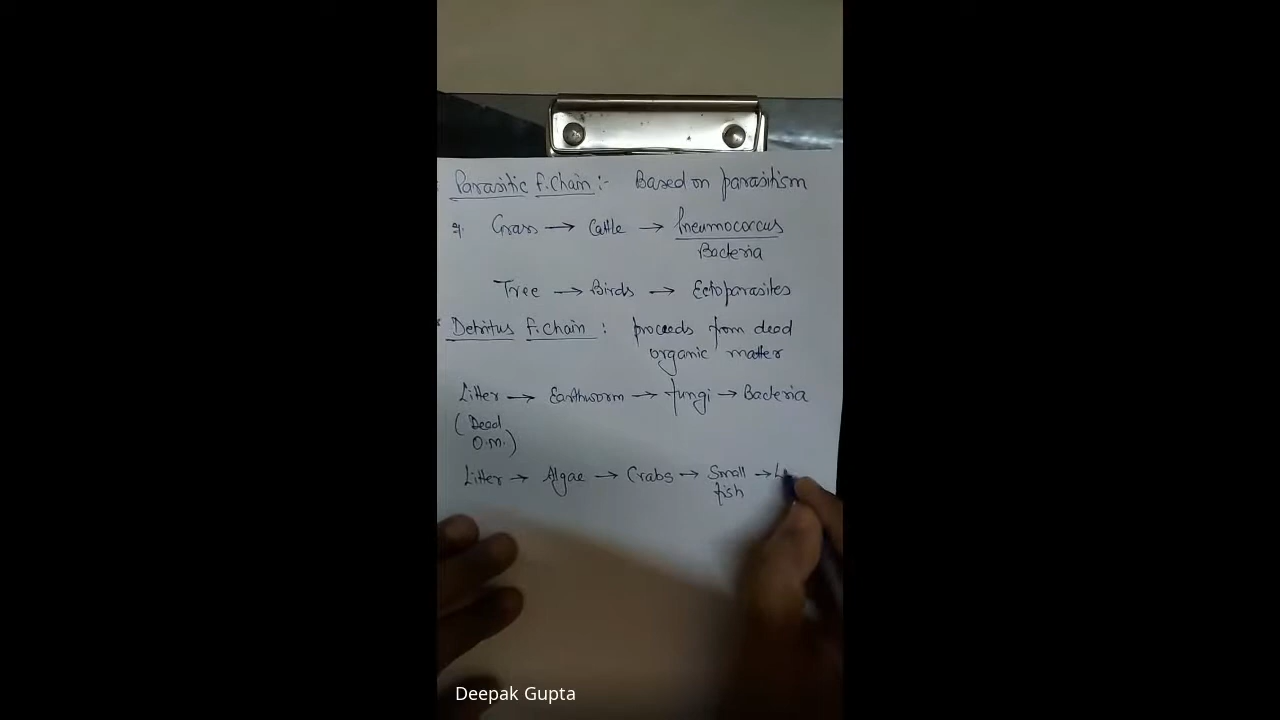 Parasitic F.Chain :- Based on parasitism
eg. Grass → Cattle → Pneumococcus
Bacteria
Tree → Birds → Ectoparasites
Detritus F.Chain : proceeds from dead
organic matter
Litter → Earthworm → fungi → Bacteria
(Dead
O.M.)
Litter → Algae → Crabs → Small → L
fish
Deepak Gupta